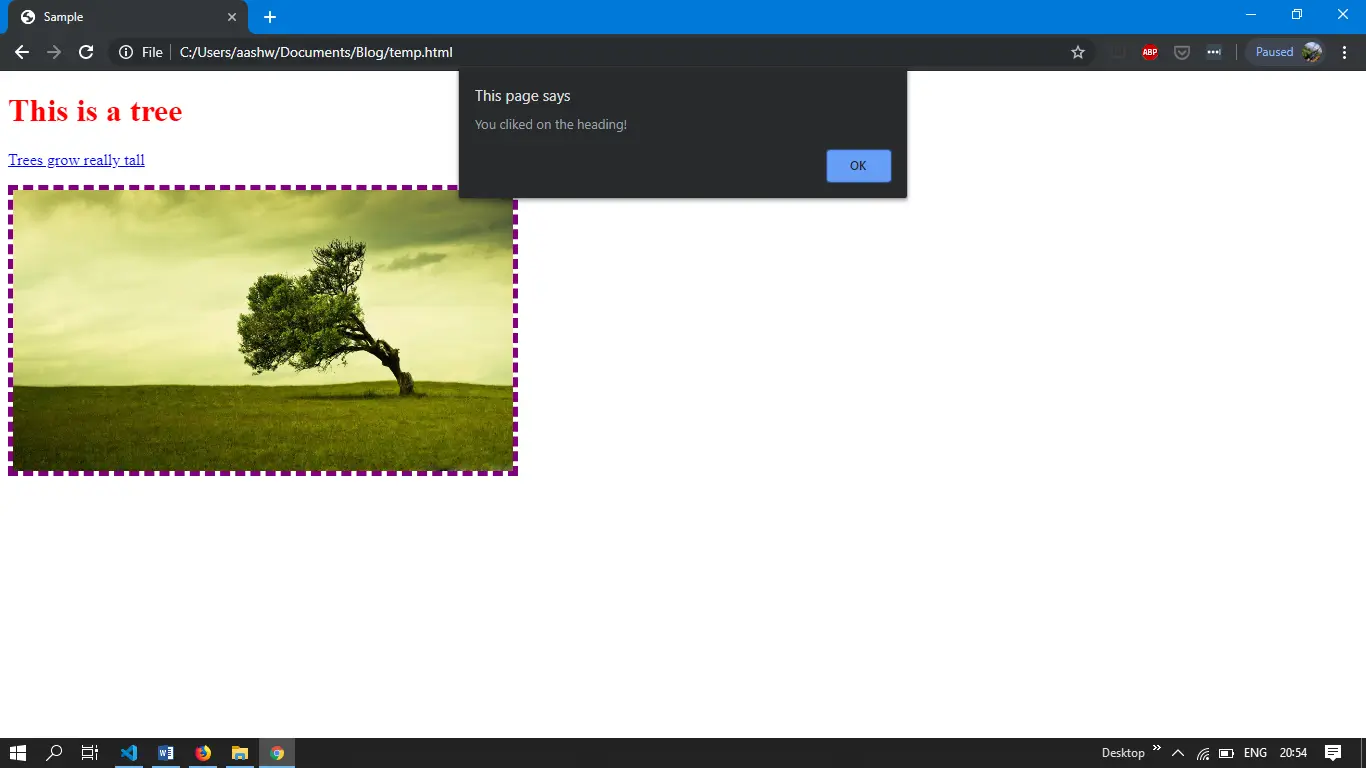 Sample
File
C:/Users/aashw/Documents/Blog/temp.html
ABP
Paused
This page says
You cliked on the heading!
OK
This is a tree
Trees grow really tall
Desktop
ENG
20:54